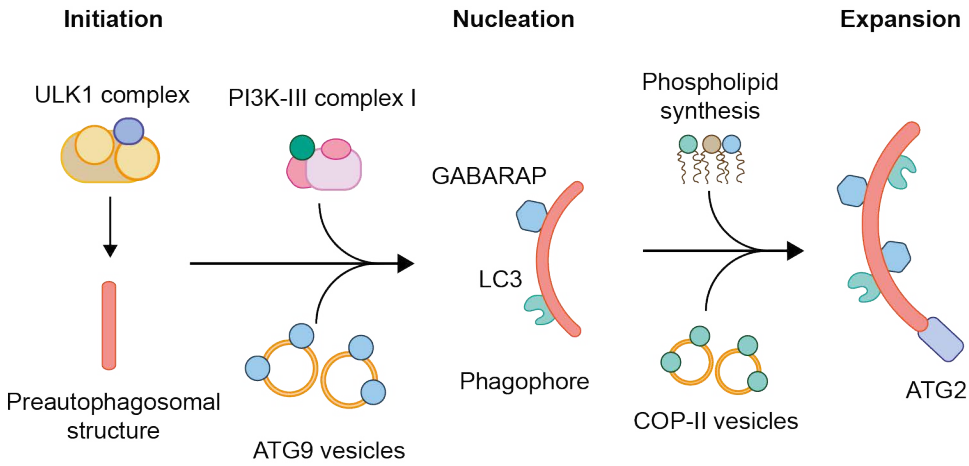 Initiation
Nucleation
Expansion
ULK1 complex
PI3K-III complex I
Phospholipid
synthesis
GABARAP
LC3
Phagophore
Preautophagosomal
structure
ATG9 vesicles
COP-II vesicles
ATG2